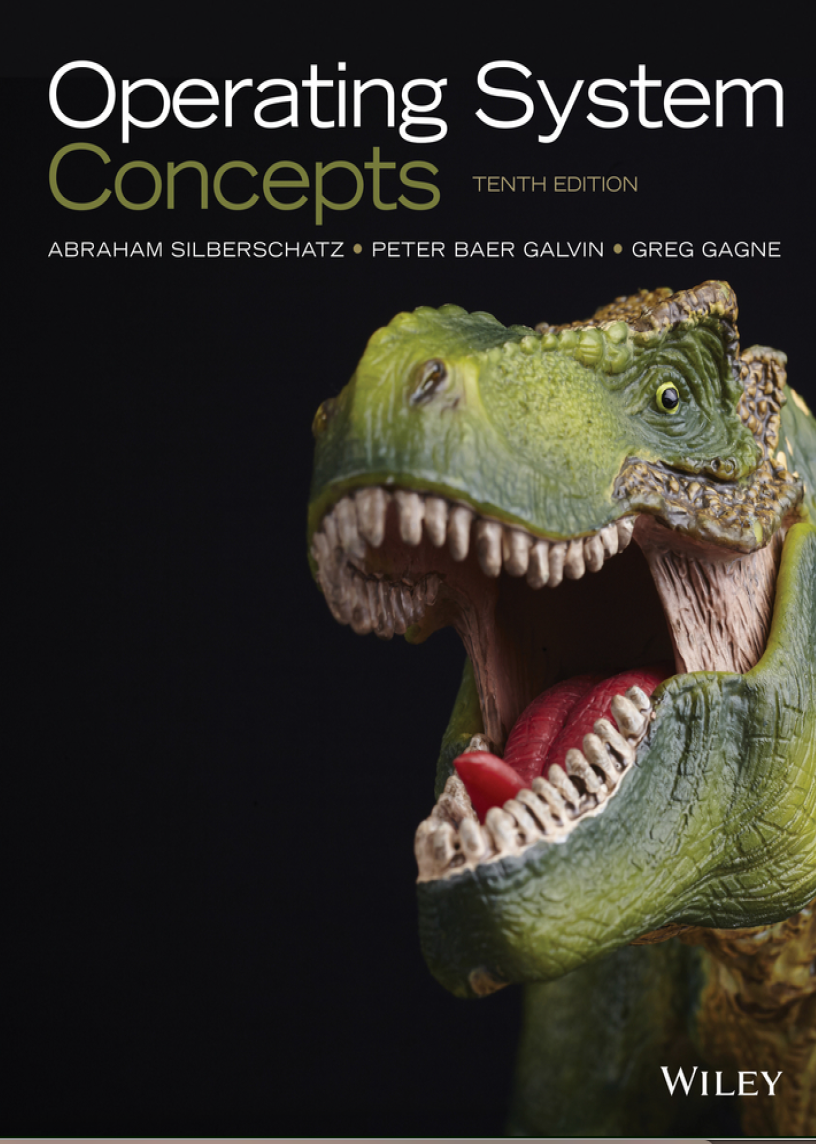 Operating System
Concepts TENTH EDITION
ABRAHAM SILBERSCHATZ • PETER BAER GALVIN • GREG GAGNE
WILEY